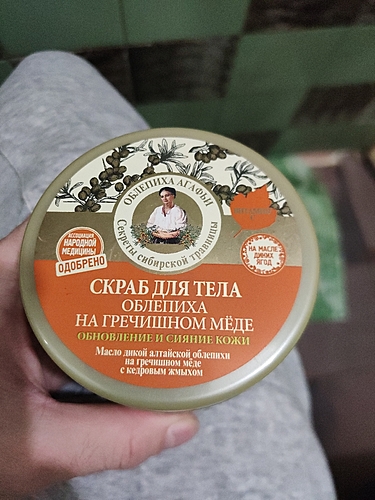 ОБЛЕПИХА АГАФЬИ
Секреты сибирской травницы
АССОЦИАЦИЯ
НАРОДНОЙ
МЕДИЦИНЫ
ОДОБРЕНО
НА МАСЛЕ
ДИКИХ
ЯГОД
СКРАБ ДЛЯ ТЕЛА
ОБЛЕПИХА
НА ГРЕЧИШНОМ МЁДЕ
ОБНОВЛЕНИЕ И СИЯНИЕ КОЖИ
Масло дикой алтайской облепихи
на гречишном мёде
с кедровым жмыхом